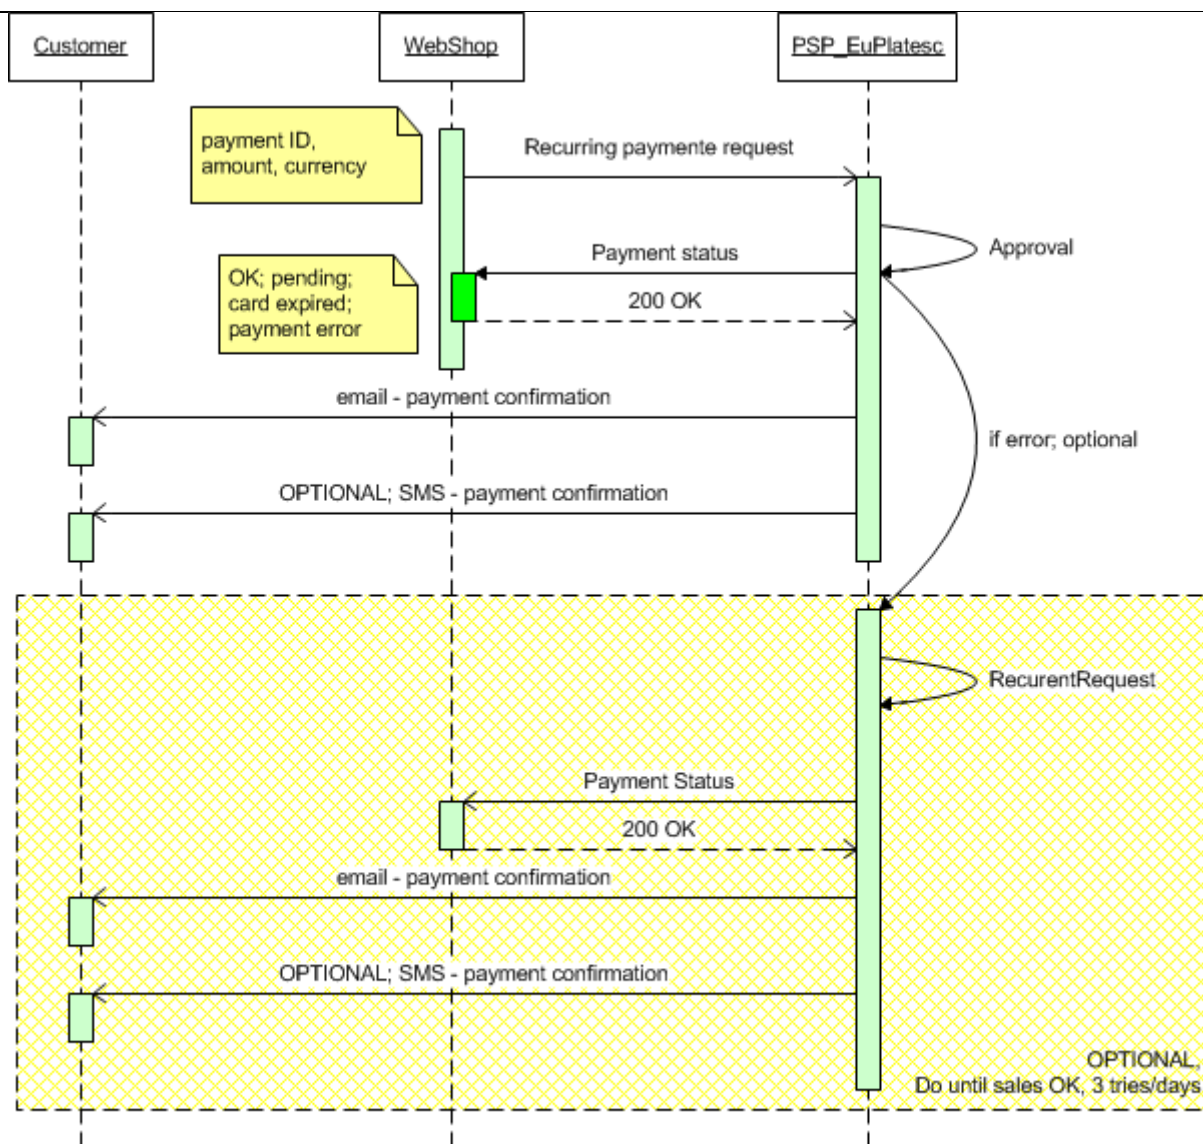 Customer
WebShop
PSP_EuPlatesc
payment ID,
amount, currency
Recurring paymente request
Approval
Payment status
OK; pending;
card expired;
payment error
200 OK
email - payment confirmation
if error; optional
OPTIONAL; SMS - payment confirmation
RecurentRequest
Payment Status
200 OK
email - payment confirmation
OPTIONAL; SMS - payment confirmation
OPTIONAL,
Do until sales OK, 3 tries/days